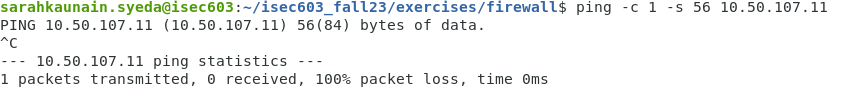 sarahkaunain.syeda@isec603:~/isec603_fall23/exercises/firewall$ ping -c 1 -s 56 10.50.107.11
PING 10.50.107.11 (10.50.107.11) 56(84) bytes of data.
^C
--- 10.50.107.11 ping statistics ---
1 packets transmitted, 0 received, 100% packet loss, time 0ms